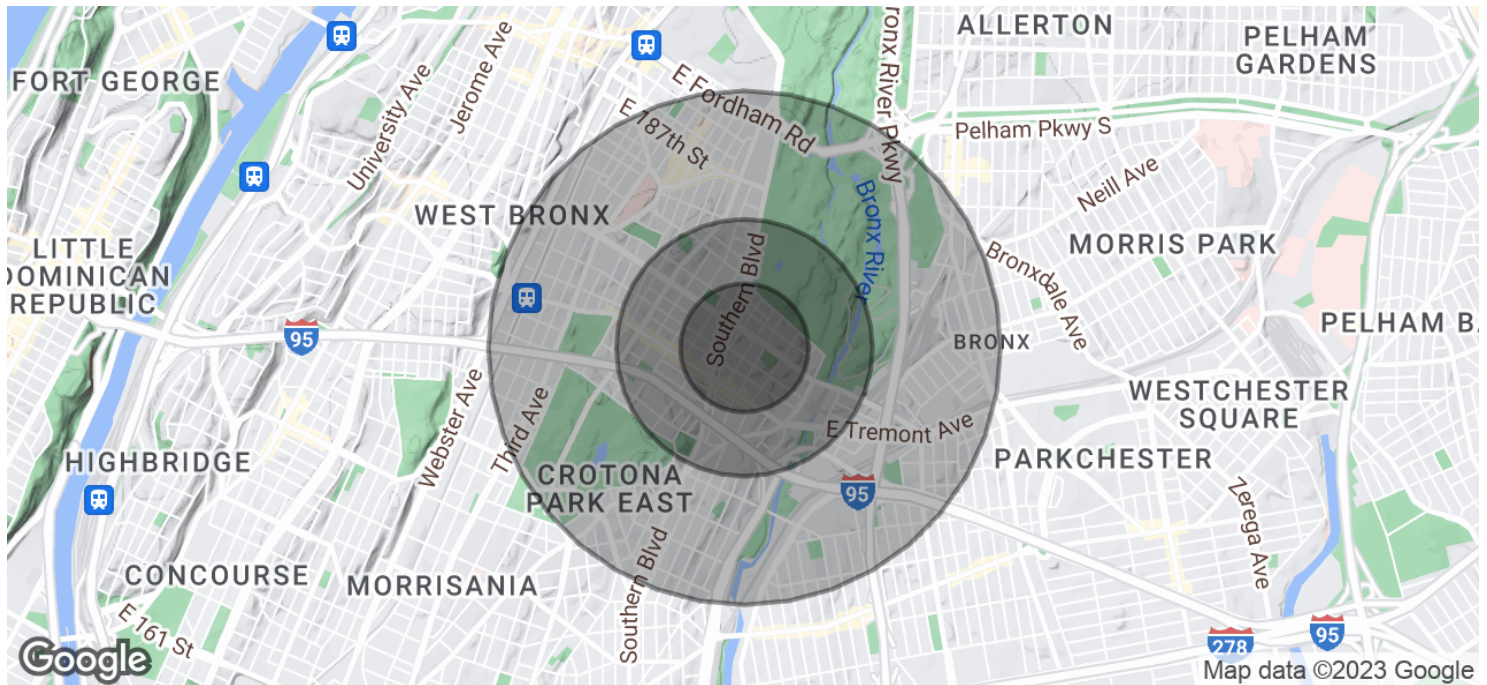 ALLERTON
PELHAM
GARDENS
FORT GEORGE
University Ave
Jerome Ave
E Fordham Rd
E 187th St
ronx River Pkwy
Pelham Pkwy S
Neill Ave
WEST BRONX
Bronx River
MORRIS PARK
LITTLE
DOMINICAN
REPUBLIC
Southern Blvd
Bronxdale Ave
95
BRONX
PELHAM BA
WESTCHESTER
SQUARE
Webster Ave
Third Ave
E Tremont Ave
HIGHBRIDGE
CROTONA
PARK EAST
PARKCHESTER
95
Zerega Ave
CONCOURSE
MORRISANIA
Southern Blvd
E 161 St
278
95
Google
Map data ©2023 Google